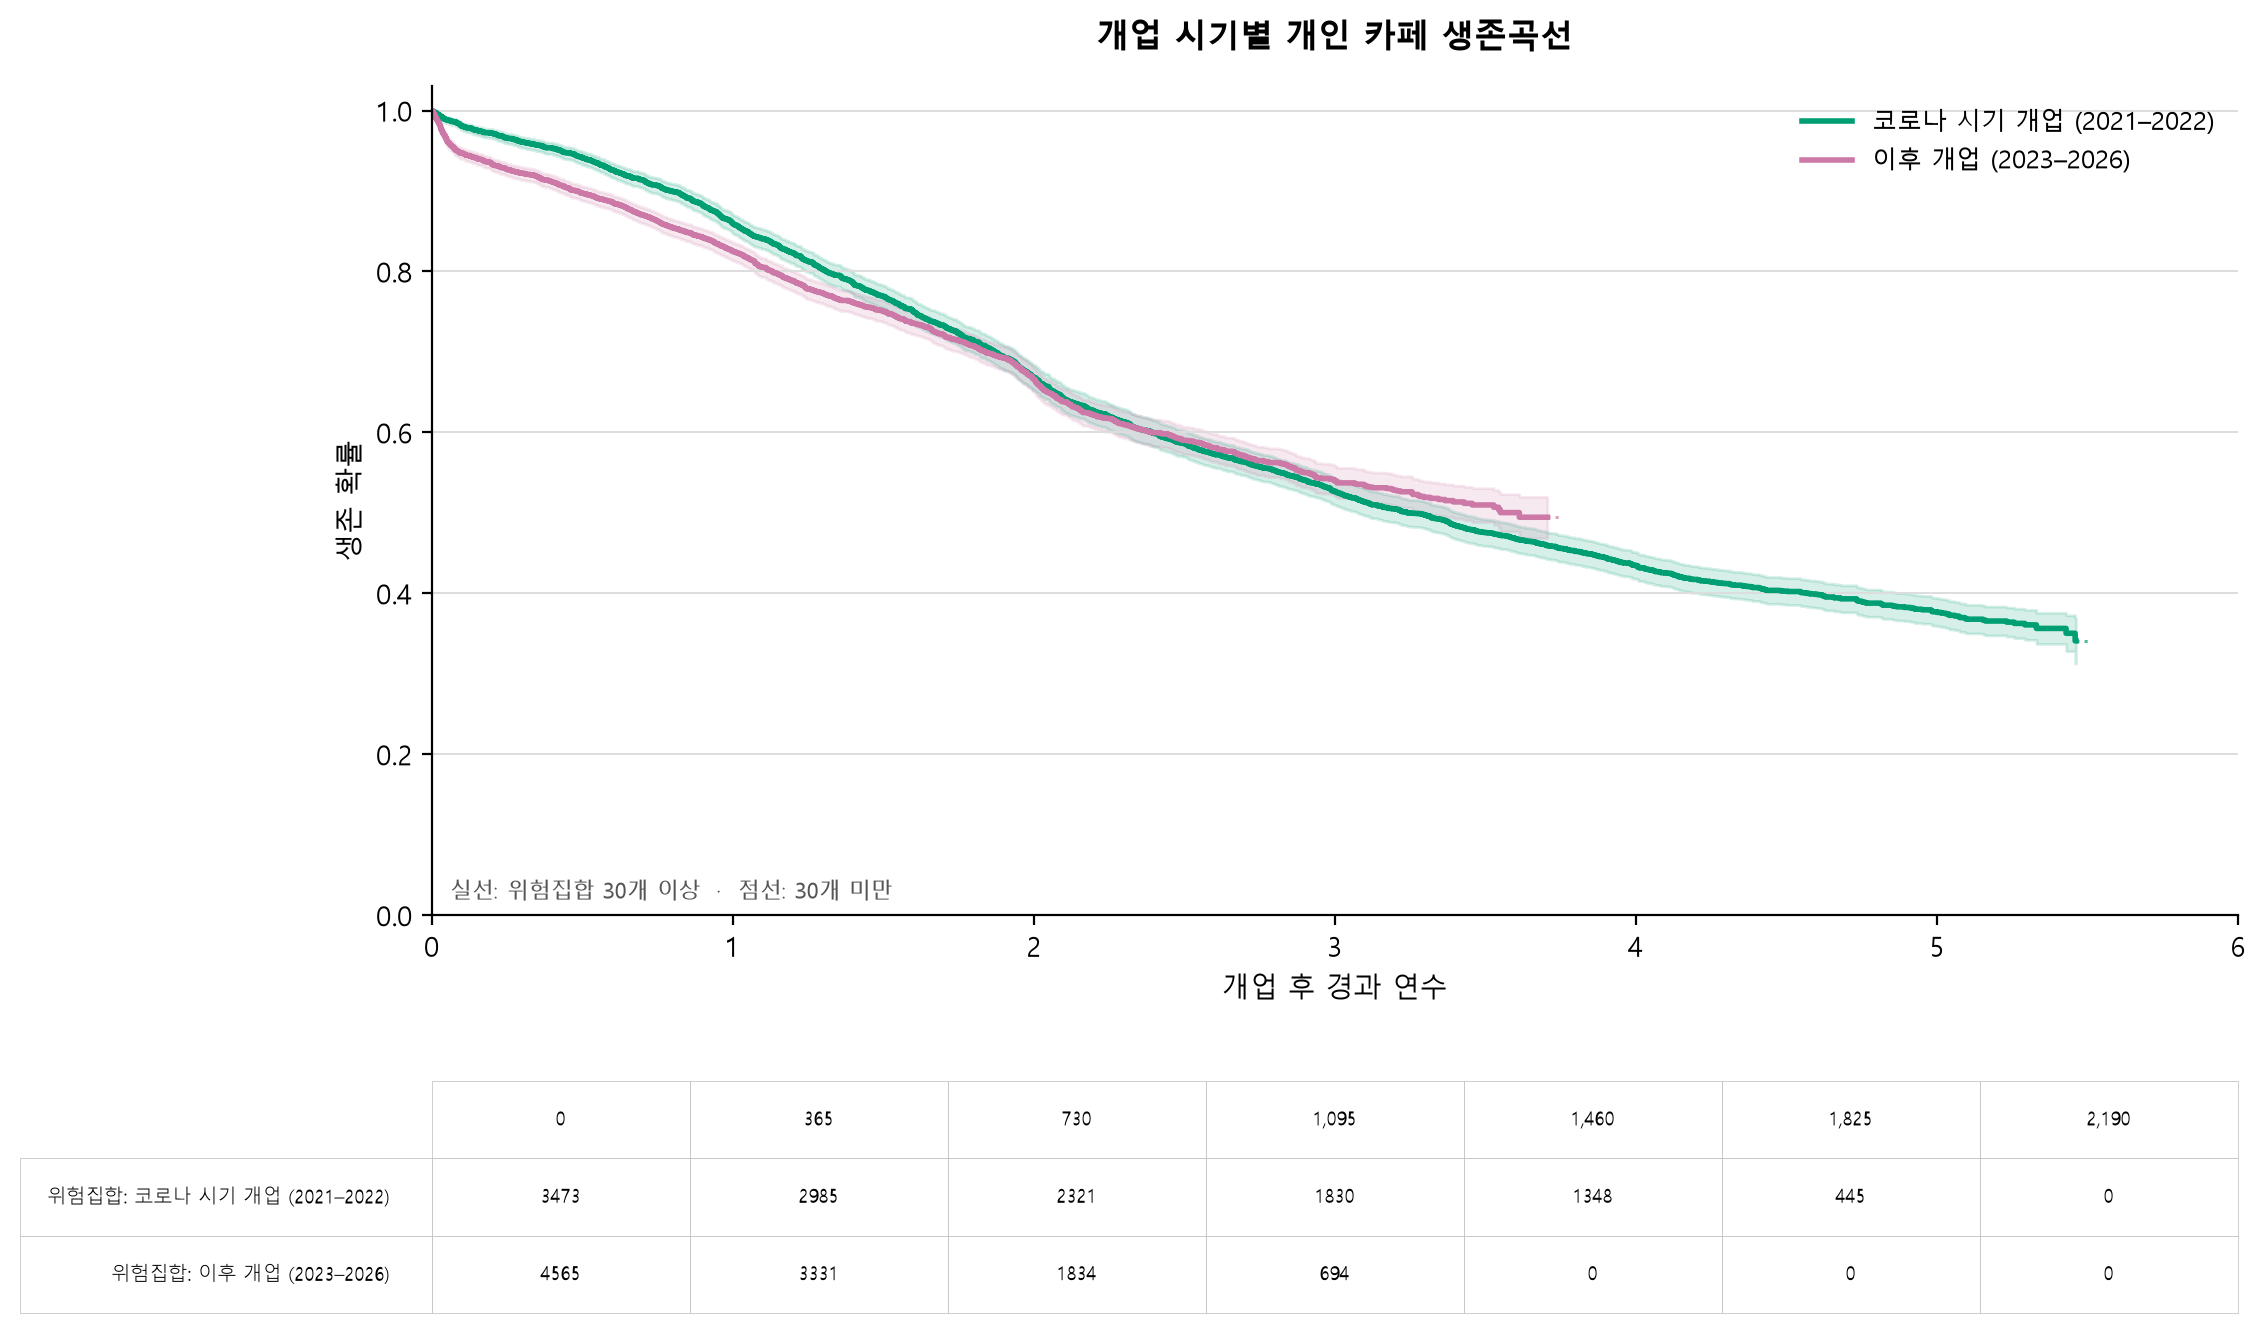 개업 시기별 개인 카페 생존곡선
코로나 시기 개업 (2021–2022)
이후 개업 (2023–2026)
생존 확률
1.0
0.8
0.6
0.4
0.2
0.0
실선: 위험집합 30개 이상 · 점선: 30개 미만
0 1 2 3 4 5 6
개업 후 경과 연수
0 365 730 1,095 1,460 1,825 2,190
위험집합: 코로나 시기 개업 (2021–2022) 3473 2985 2321 1830 1348 445 0
위험집합: 이후 개업 (2023–2026) 4565 3331 1834 694 0 0 0